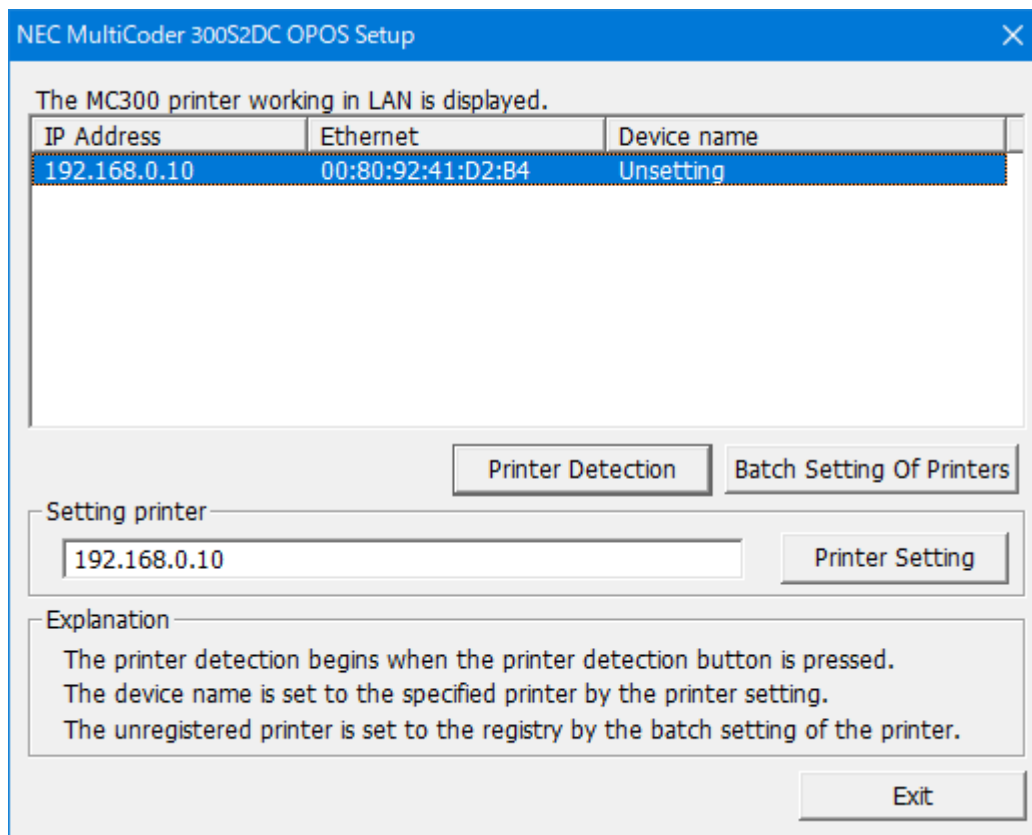 NEC MultiCoder 300S2DC OPOS Setup
The MC300 printer working in LAN is displayed.
IP Address Ethernet Device name
192.168.0.10 00:80:92:41:D2:B4 Unsetting
Printer Detection Batch Setting Of Printers
Setting printer
192.168.0.10 Printer Setting
Explanation
The printer detection begins when the printer detection button is pressed.
The device name is set to the specified printer by the printer setting.
The unregistered printer is set to the registry by the batch setting of the printer.
Exit